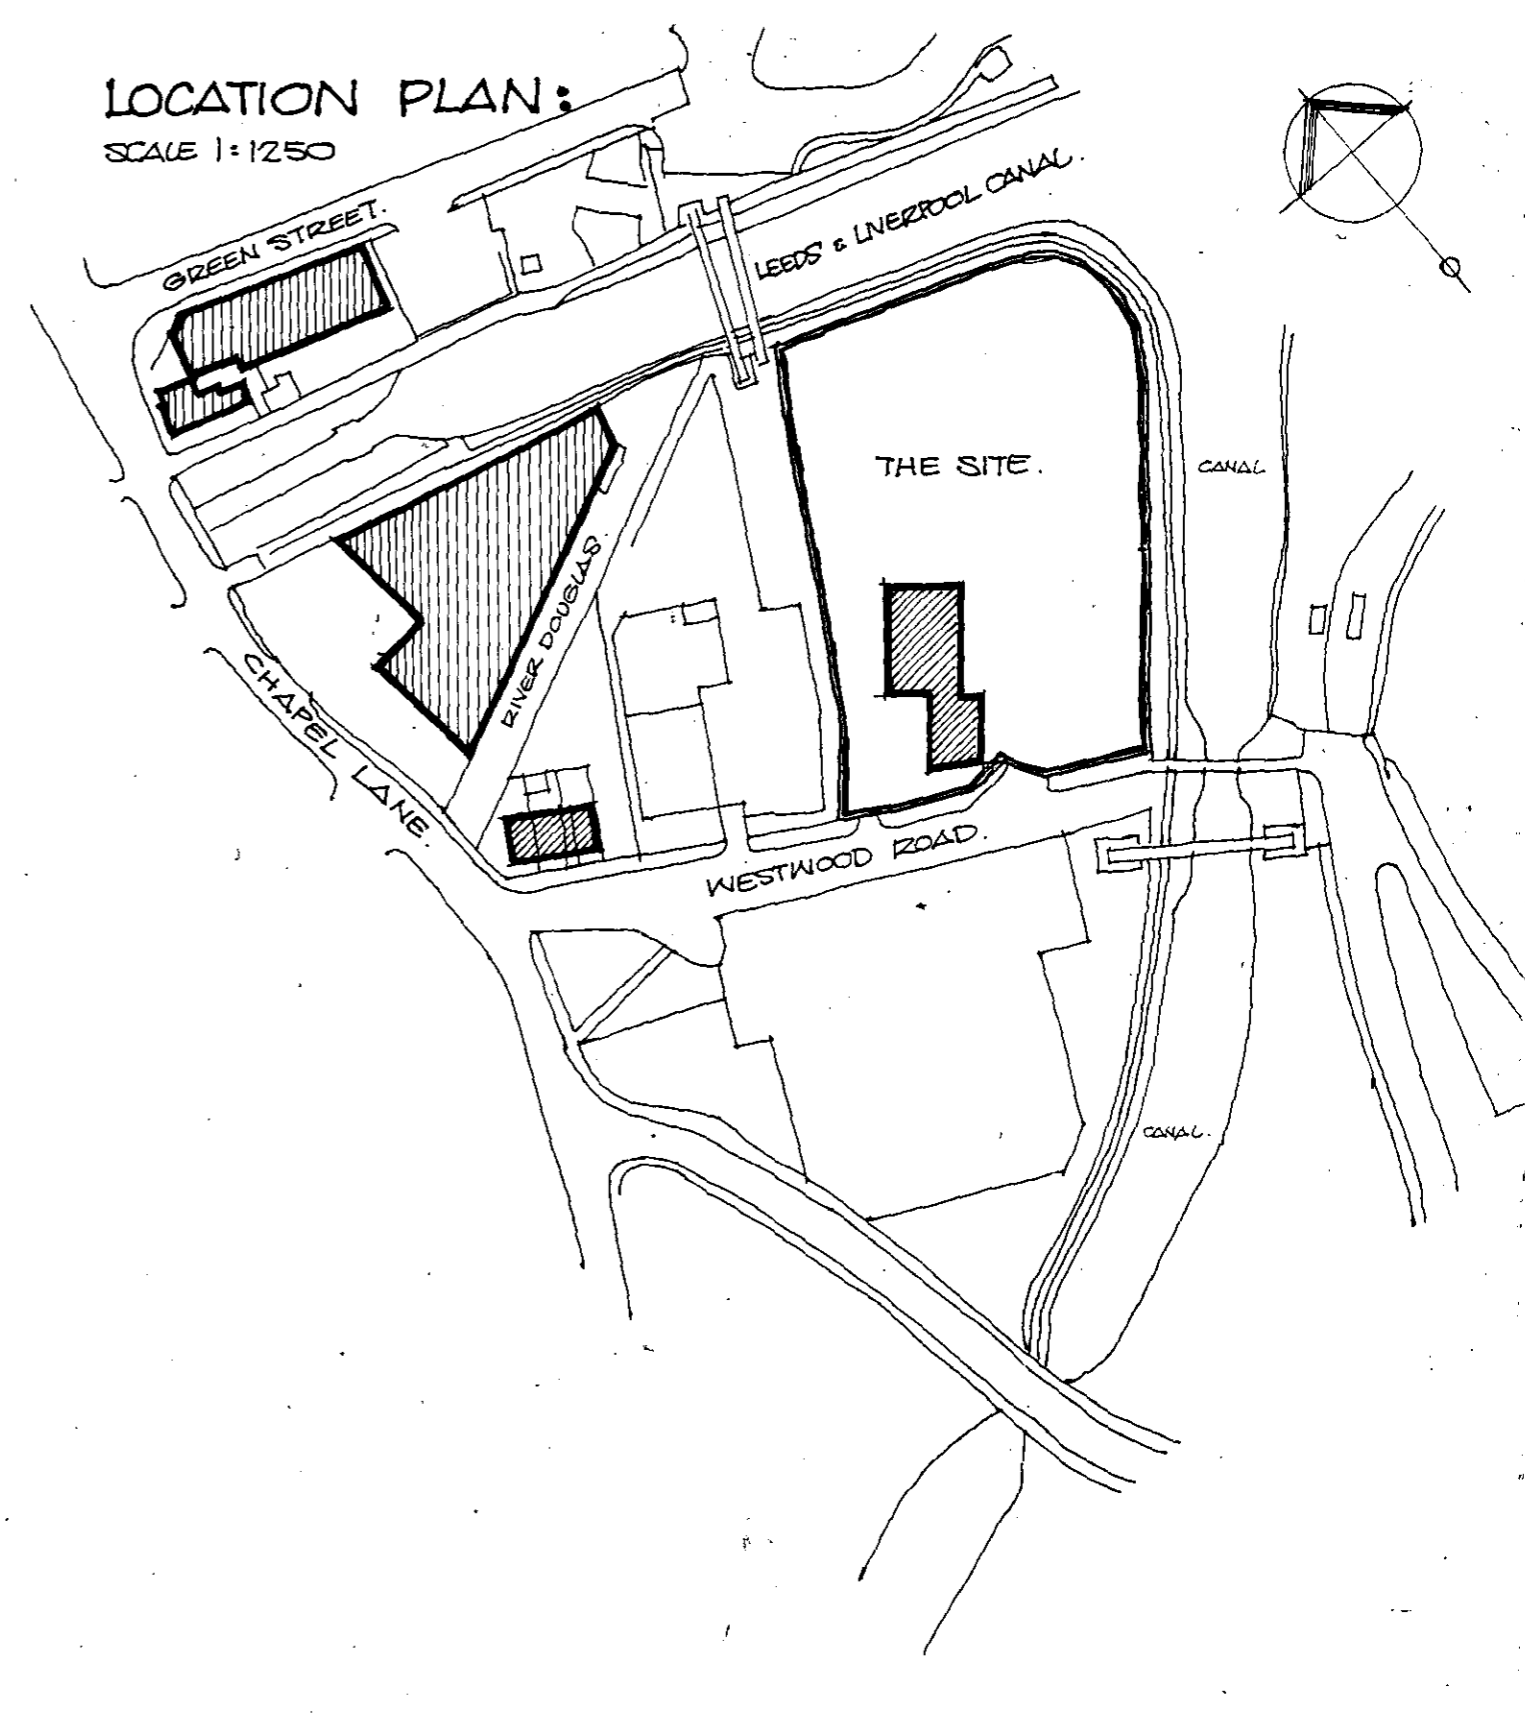 LOCATION PLAN:
SCALE 1:1250
GREEN STREET.
LEEDS & LIVERPOOL CANAL.
THE SITE.
CANAL
RIVER DOUGLAS.
CHAPEL LANE.
WESTWOOD ROAD.
CANAL.